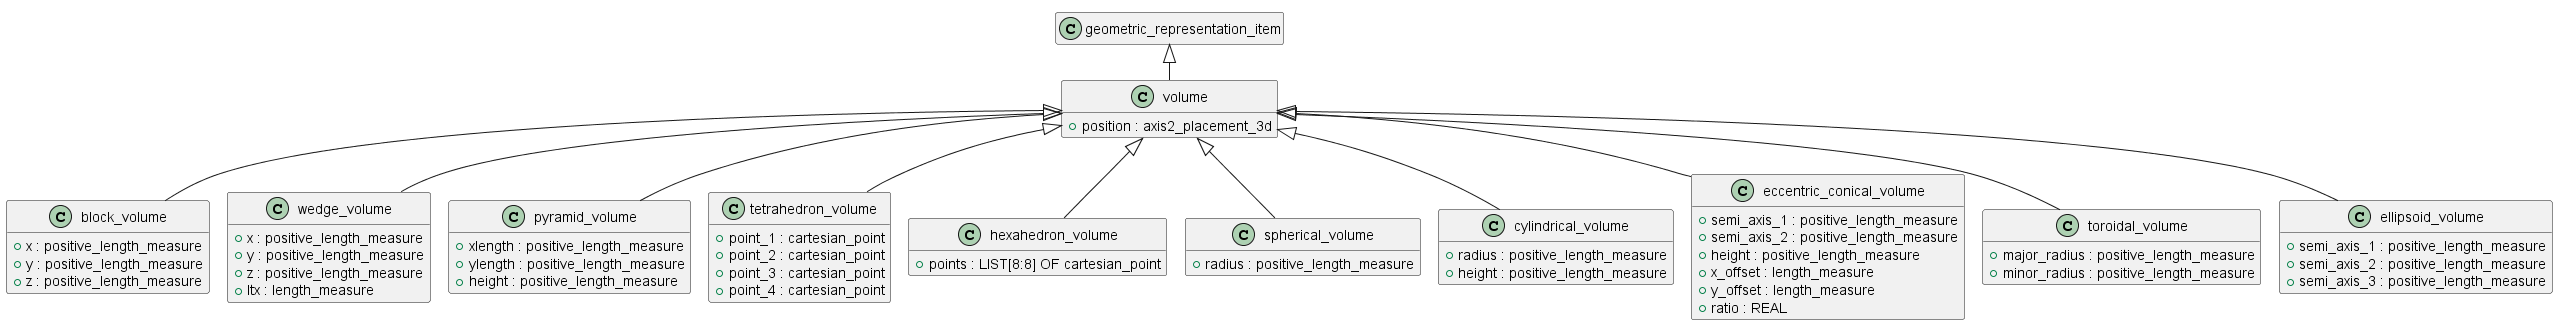 C geometric_representation_item
C volume
position : axis2_placement_3d
C block_volume
x : positive_length_measure
y : positive_length_measure
z : positive_length_measure
C wedge_volume
x : positive_length_measure
y : positive_length_measure
z : positive_length_measure
ltx : length_measure
C pyramid_volume
xlength : positive_length_measure
ylength : positive_length_measure
height : positive_length_measure
C tetrahedron_volume
point_1 : cartesian_point
point_2 : cartesian_point
point_3 : cartesian_point
point_4 : cartesian_point
C hexahedron_volume
points : LIST[8:8] OF cartesian_point
C spherical_volume
radius : positive_length_measure
C cylindrical_volume
radius : positive_length_measure
height : positive_length_measure
C eccentric_conical_volume
semi_axis_1 : positive_length_measure
semi_axis_2 : positive_length_measure
height : positive_length_measure
x_offset : length_measure
y_offset : length_measure
ratio : REAL
C toroidal_volume
major_radius : positive_length_measure
minor_radius : positive_length_measure
C ellipsoid_volume
semi_axis_1 : positive_length_measure
semi_axis_2 : positive_length_measure
semi_axis_3 : positive_length_measure